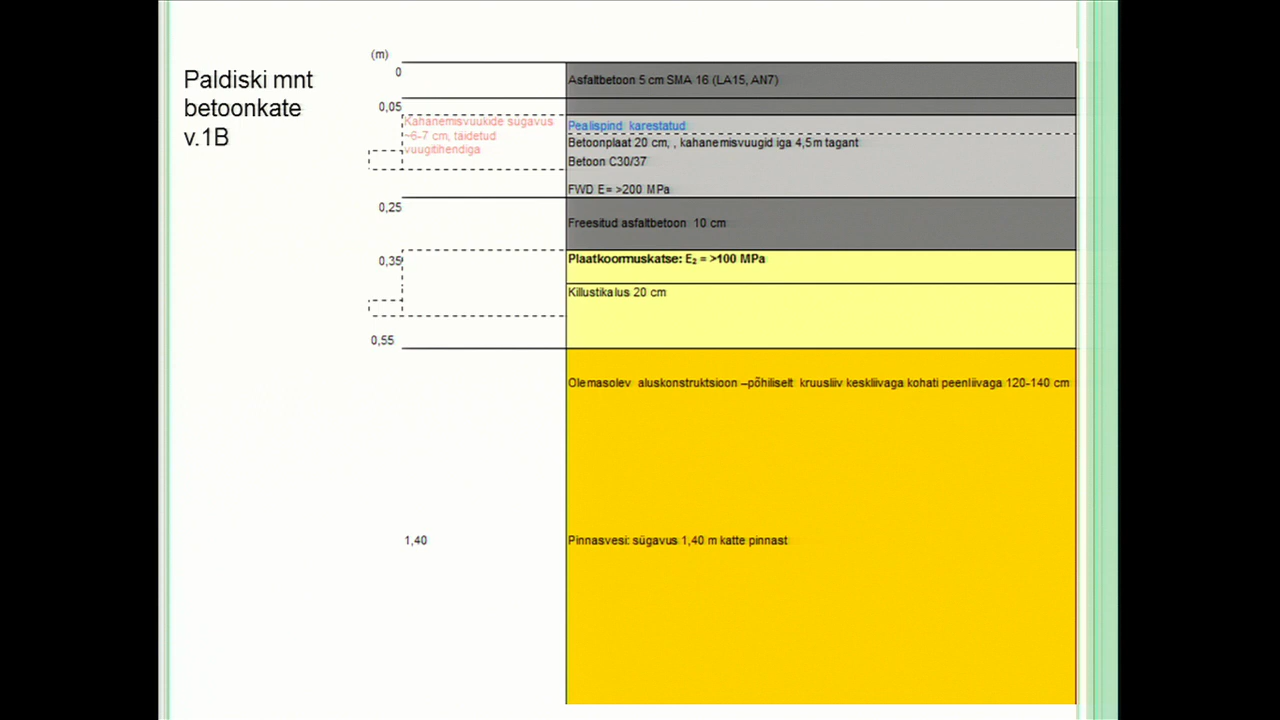 Paldiski mnt
betoonkate
v.1B
(m)
0
Asfaltbetoon 5 cm SMA 16 (LA15, AN7)
0,05
Kahanemisvuukide sügavus
~6-7 cm, täidetud
vuugitihendiga
Pealispind karestatud
Betoonplaat 20 cm, , kahanemisvuugid iga 4,5m tagant
Betoon C30/37
FWD E= >200 MPa
0,25
Freesitud asfaltbetoon 10 cm
0,35
Plaatkoormuskatse: E₂ = >100 MPa
Killustikalus 20 cm
0,55
Olemasolev aluskonstruktsioon –põhiliselt kruusliiv keskliivaga kohati peenliivaga 120-140 cm
1,40
Pinnasvesi: sügavus 1,40 m katte pinnast